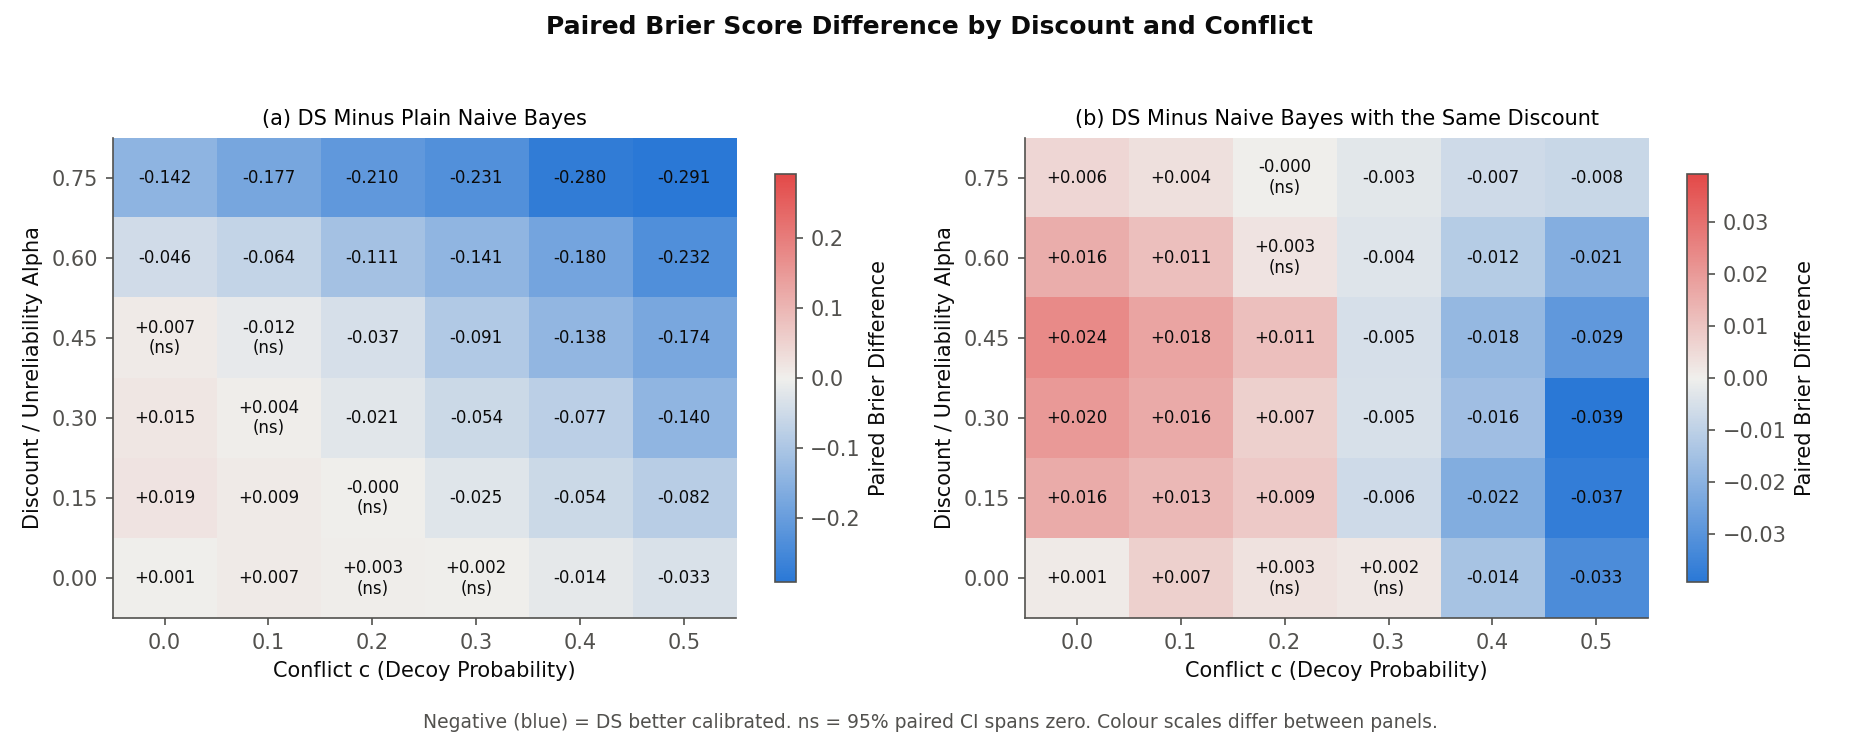 Paired Brier Score Difference by Discount and Conflict
(a) DS Minus Plain Naive Bayes
Discount / Unreliability Alpha
0.75 -0.142 -0.177 -0.210 -0.231 -0.280 -0.291
0.60 -0.046 -0.064 -0.111 -0.141 -0.180 -0.232
0.45 +0.007 (ns) -0.012 (ns) -0.037 -0.091 -0.138 -0.174
0.30 +0.015 +0.004 (ns) -0.021 -0.054 -0.077 -0.140
0.15 +0.019 +0.009 -0.000 (ns) -0.025 -0.054 -0.082
0.00 +0.001 +0.007 +0.003 (ns) +0.002 (ns) -0.014 -0.033
0.0 0.1 0.2 0.3 0.4 0.5
Conflict c (Decoy Probability)
0.2
0.1
0.0
−0.1
−0.2
Paired Brier Difference
(b) DS Minus Naive Bayes with the Same Discount
Discount / Unreliability Alpha
0.75 +0.006 +0.004 -0.000 (ns) -0.003 -0.007 -0.008
0.60 +0.016 +0.011 +0.003 (ns) -0.004 -0.012 -0.021
0.45 +0.024 +0.018 +0.011 -0.005 -0.018 -0.029
0.30 +0.020 +0.016 +0.007 -0.005 -0.016 -0.039
0.15 +0.016 +0.013 +0.009 -0.006 -0.022 -0.037
0.00 +0.001 +0.007 +0.003 (ns) +0.002 (ns) -0.014 -0.033
0.0 0.1 0.2 0.3 0.4 0.5
Conflict c (Decoy Probability)
0.03
0.02
0.01
0.00
−0.01
−0.02
−0.03
Paired Brier Difference
Negative (blue) = DS better calibrated. ns = 95% paired CI spans zero. Colour scales differ between panels.